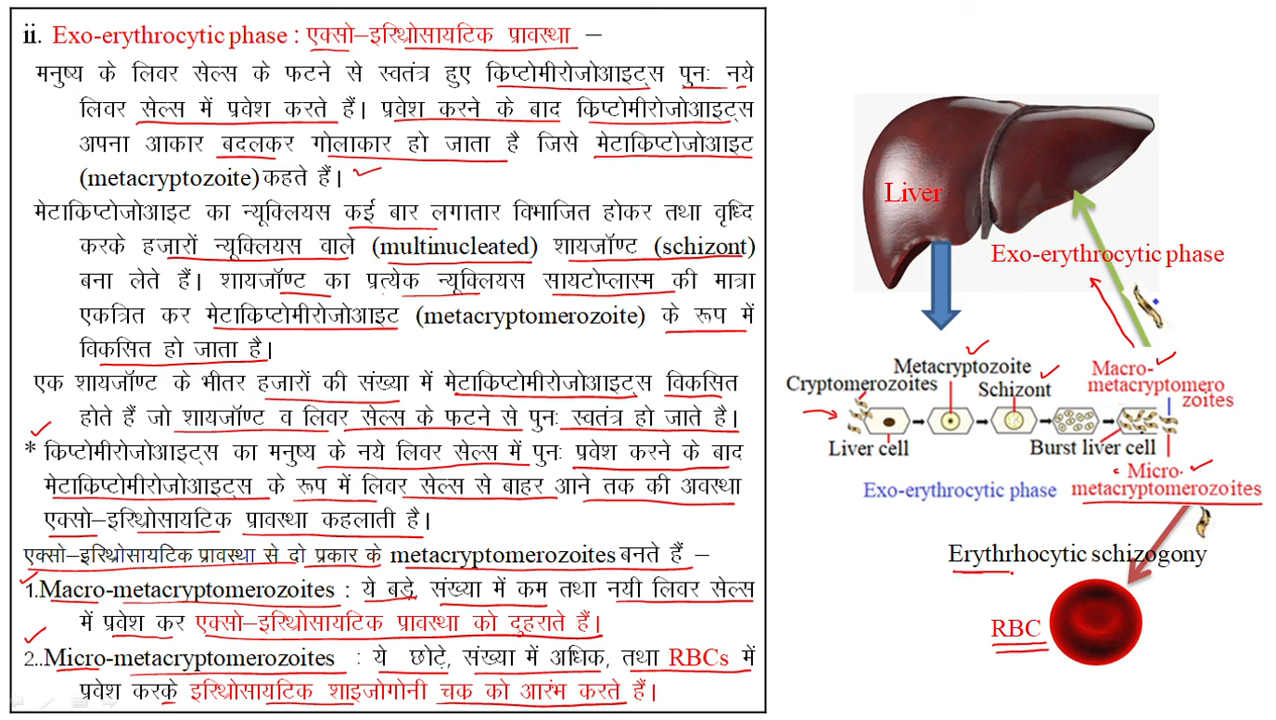 ii. Exo-erythrocytic phase : एक्सो–इरिथ्रोसायटिक प्रावस्था –
मनुष्य के लिवर सेल्स के फटने से स्वतंत्र हुए क्रिप्टोमीरोजोआइट्स पुनः नये
लिवर सेल्स में प्रवेश करते हैं। प्रवेश करने के बाद क्रिप्टोमीरोजोआइट्स
अपना आकार बदलकर गोलाकार हो जाता है जिसे मेटाक्रिप्टोजोआइट
(metacryptozoite) कहते हैं।
मेटाक्रिप्टोजोआइट का न्यूक्लियस कई बार लगातार विभाजित होकर तथा वृध्दि
करके हजारों न्यूक्लियस वाले (multinucleated) शायजॉण्ट (schizont)
बना लेते हैं। शायजॉण्ट का प्रत्येक न्यूक्लियस सायटोप्लास्म की मात्रा
एकत्रित कर मेटाक्रिप्टोमीरोजोआइट (metacryptomerozoite) के रूप में
विकसित हो जाता है।
एक शायजॉण्ट के भीतर हजारों की संख्या में मेटाक्रिप्टोमीरोजोआइट्स विकसित
होते हैं जो शायजॉण्ट व लिवर सेल्स के फटने से पुनः स्वतंत्र हो जाते है।
* क्रिप्टोमीरोजोआइट्स का मनुष्य के नये लिवर सेल्स में पुनः प्रवेश करने के बाद
मेटाक्रिप्टोमीरोजोआइट्स के रूप में लिवर सेल्स से बाहर आने तक की अवस्था
एक्सो–इरिथ्रोसायटिक प्रावस्था कहलाती है।
एक्सो–इरिथ्रोसायटिक प्रावस्था से दो प्रकार के metacryptomerozoites बनते हैं –
1.Macro-metacryptomerozoites : ये बड़े, संख्या में कम तथा नयी लिवर सेल्स
में प्रवेश कर एक्सो–इरिथ्रोसायटिक प्रावस्था को दुहराते हैं।
2..Micro-metacryptomerozoites : ये छोटे, संख्या में अधिक, तथा RBCs में
प्रवेश करके इरिथ्रोसायटिक शाइजोगोनी चक्र को आरंभ करते हैं।
Liver
Exo-erythrocytic phase
Metacryptozoite
Cryptomerozoites
Schizont
Macro-
metacryptomero
zoites
Liver cell
Burst liver cell
Micro-
metacryptomerozoites
Exo-erythrocytic phase
Erythrhocytic schizogony
RBC